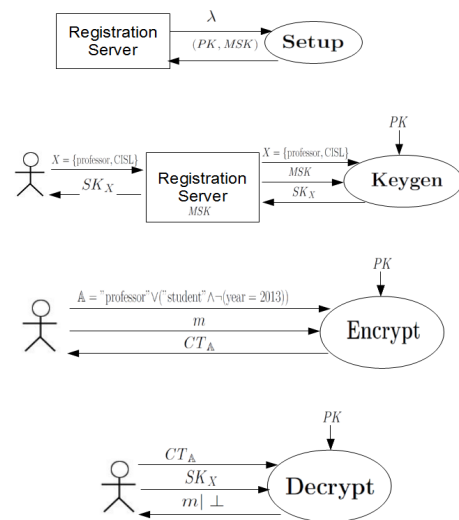 λ
Registration
Server
(PK, MSK)
Setup
PK
X = {professor, CISL}
X = {professor, CISL}
MSK
SK_X
SK_X
Registration
Server
MSK
Keygen
PK
𝔸 = "professor"∨("student"∧¬(year = 2013))
m
CT_𝔸
Encrypt
PK
CT_𝔸
SK_X
m| ⊥
Decrypt